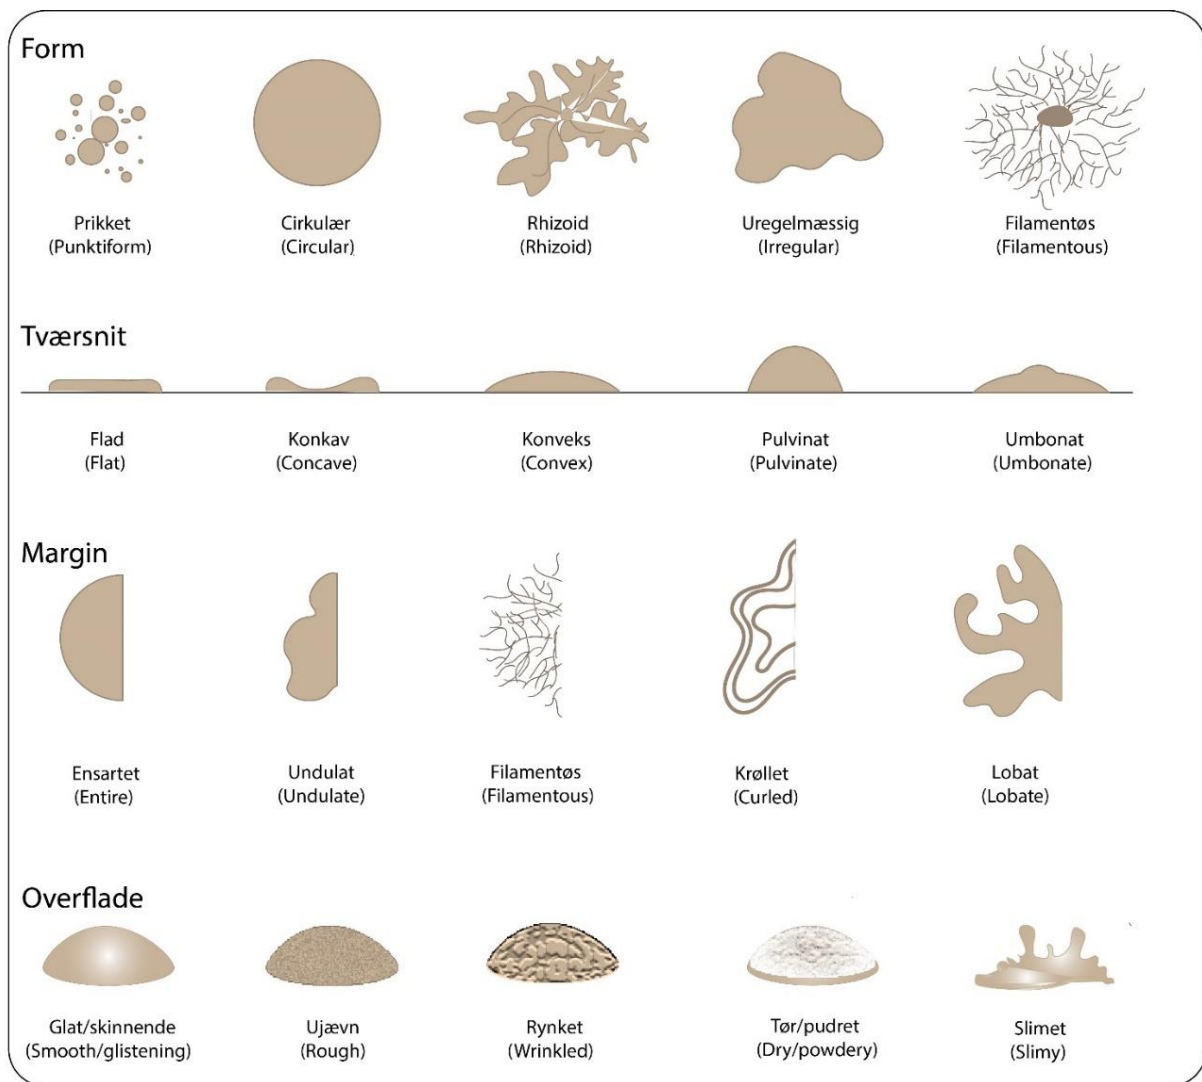 Form
Prikket
(Punktiform)
Cirkulær
(Circular)
Rhizoid
(Rhizoid)
Uregelmæssig
(Irregular)
Filamentøs
(Filamentous)
Tværsnit
Flad
(Flat)
Konkav
(Concave)
Konveks
(Convex)
Pulvinat
(Pulvinate)
Umbonat
(Umbonate)
Margin
Ensartet
(Entire)
Undulat
(Undulate)
Filamentøs
(Filamentous)
Krøllet
(Curled)
Lobat
(Lobate)
Overflade
Glat/skinnende
(Smooth/glistening)
Ujævn
(Rough)
Rynket
(Wrinkled)
Tør/pudret
(Dry/powdery)
Slimet
(Slimy)